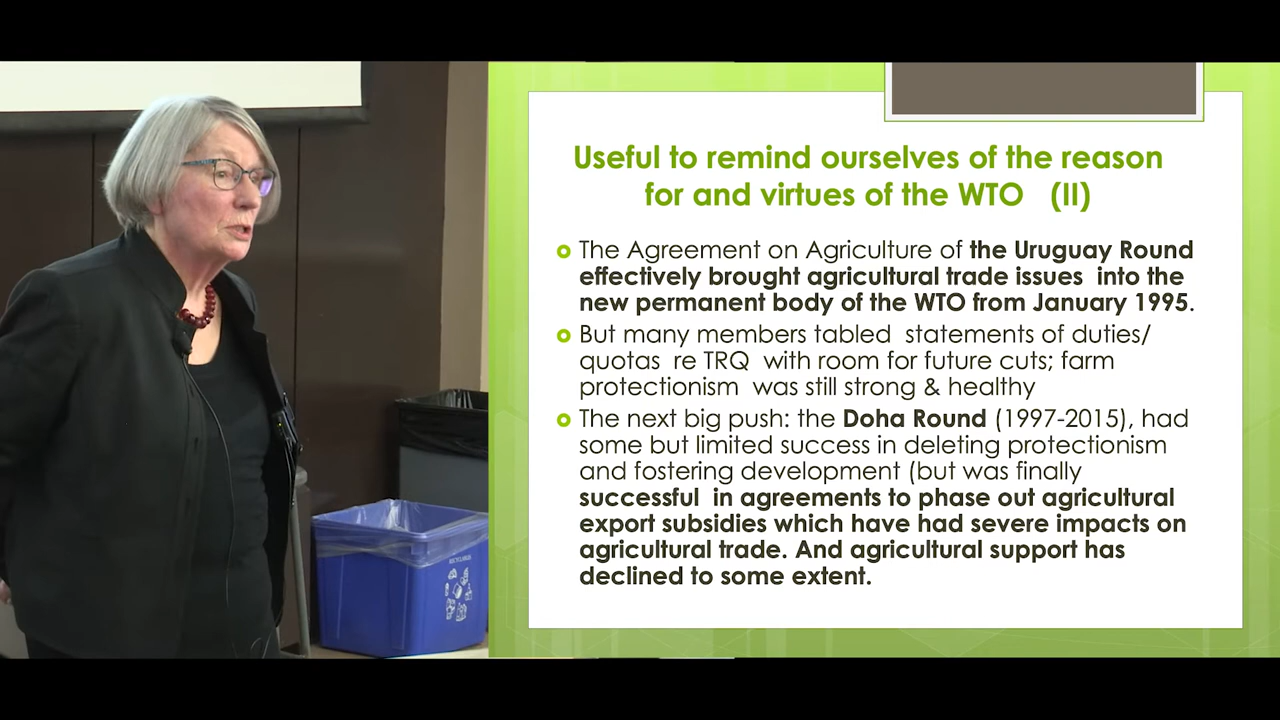 Useful to remind ourselves of the reason
for and virtues of the WTO (II)
The Agreement on Agriculture of the Uruguay Round
effectively brought agricultural trade issues into the
new permanent body of the WTO from January 1995.
But many members tabled statements of duties/
quotas re TRQ with room for future cuts; farm
protectionism was still strong & healthy
The next big push: the Doha Round (1997-2015), had
some but limited success in deleting protectionism
and fostering development (but was finally
successful in agreements to phase out agricultural
export subsidies which have had severe impacts on
agricultural trade. And agricultural support has
declined to some extent.